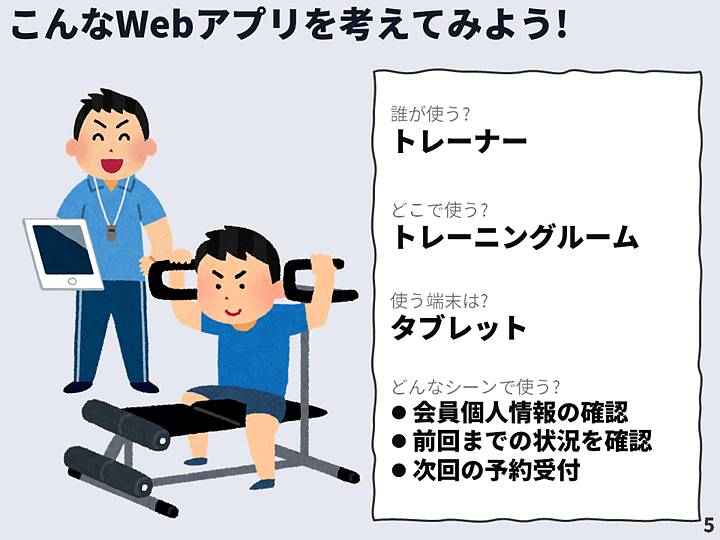 こんなWebアプリを考えてみよう!
誰が使う?
トレーナー
どこで使う?
トレーニングルーム
使う端末は?
タブレット
どんなシーンで使う?
● 会員個人情報の確認
● 前回までの状況を確認
● 次回の予約受付
5